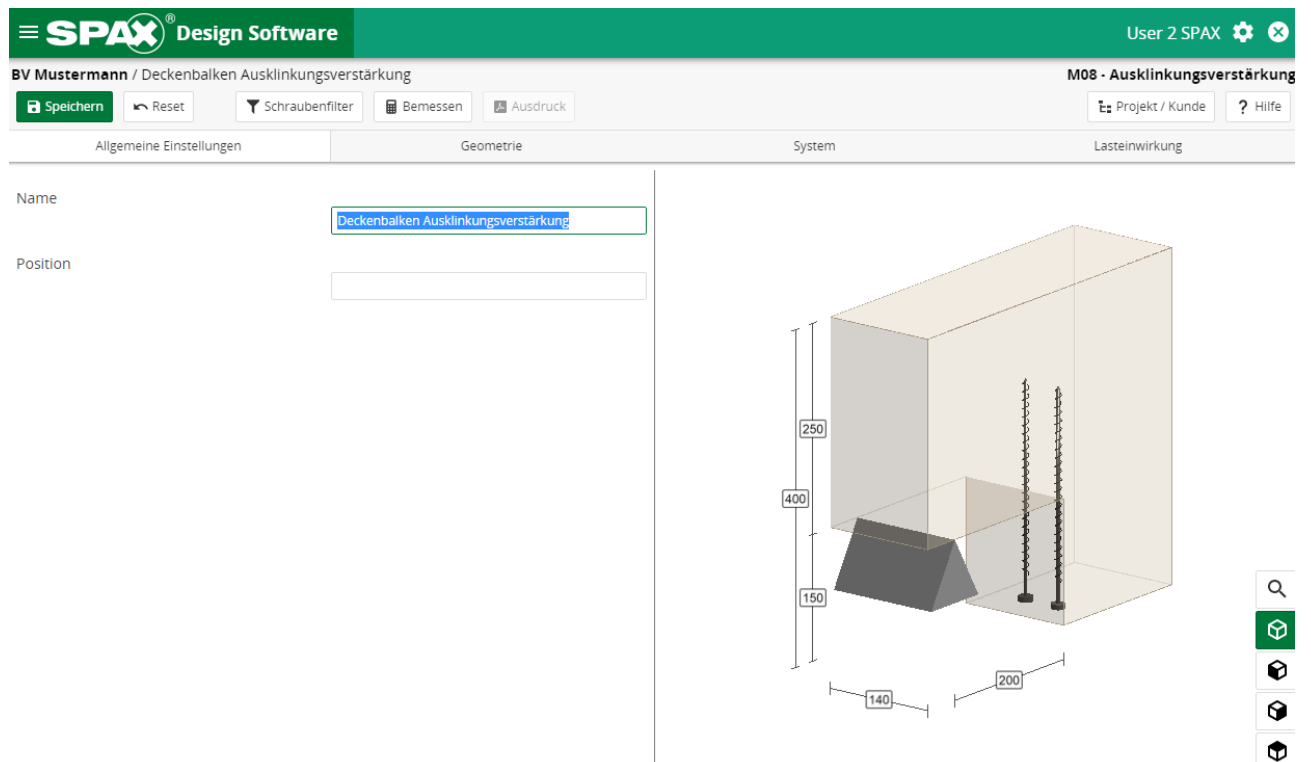 SPAX® Design Software
User 2 SPAX
BV Mustermann / Deckenbalken Ausklinkungsverstärkung
M08 - Ausklinkungsverstärkung
Speichern
Reset
Schraubenfilter
Bemessen
Ausdruck
Projekt / Kunde
? Hilfe
Allgemeine Einstellungen
Geometrie
System
Lasteinwirkung
Name
Deckenbalken Ausklinkungsverstärkung
Position
250
400
150
200
140